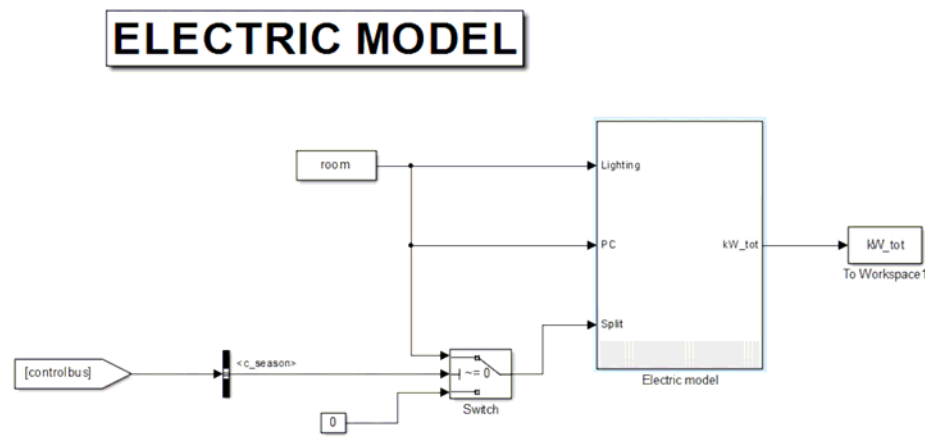 ELECTRIC MODEL
room
Lighting
PC
kW_tot
kW_tot
To Workspace1
Split
[controlbus]
<c_season>
~= 0
Electric model
0
Switch